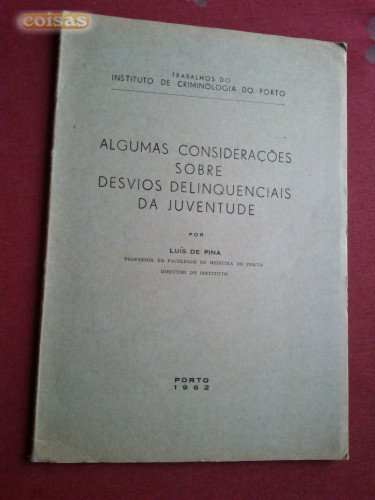 coisas
TRABALHOS DO
INSTITUTO DE CRIMINOLOGIA DO PORTO
ALGUMAS CONSIDERAÇÕES
SOBRE
DESVIOS DELINQUENCIAIS
DA JUVENTUDE
POR
LUÍS DE PINA
PROFESSOR DA FACULDADE DE MEDICINA DO PORTO
DIRECTOR DO INSTITUTO
PORTO
1962